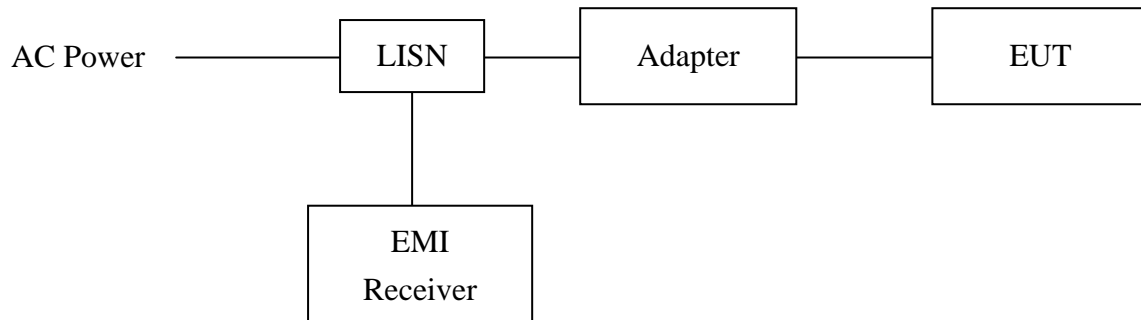 AC Power
LISN
Adapter
EUT
EMI
Receiver